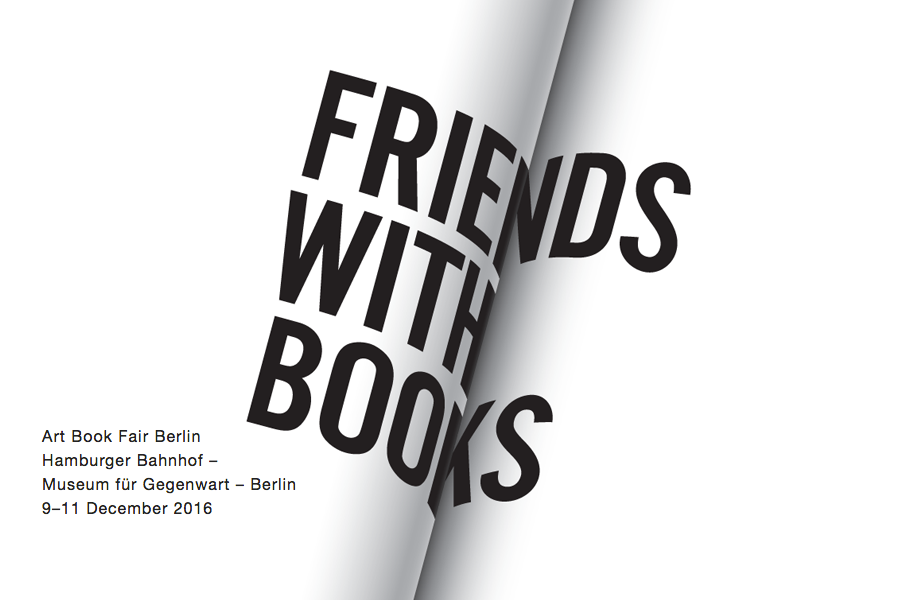 FRIENDS
WITH
BOOKS
Art Book Fair Berlin
Hamburger Bahnhof –
Museum für Gegenwart – Berlin
9–11 December 2016